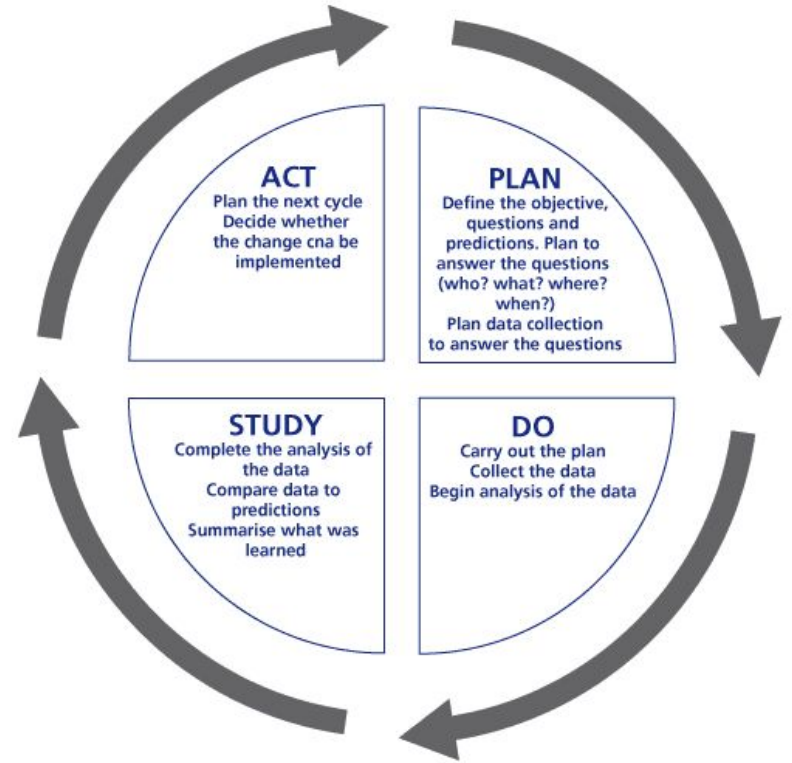 ACT
Plan the next cycle
Decide whether
the change cna be
implemented
PLAN
Define the objective,
questions and
predictions. Plan to
answer the questions
(who? what? where?
when?)
Plan data collection
to answer the questions
STUDY
Complete the analysis of
the data
Compare data to
predictions
Summarise what was
learned
DO
Carry out the plan
Collect the data
Begin analysis of the data